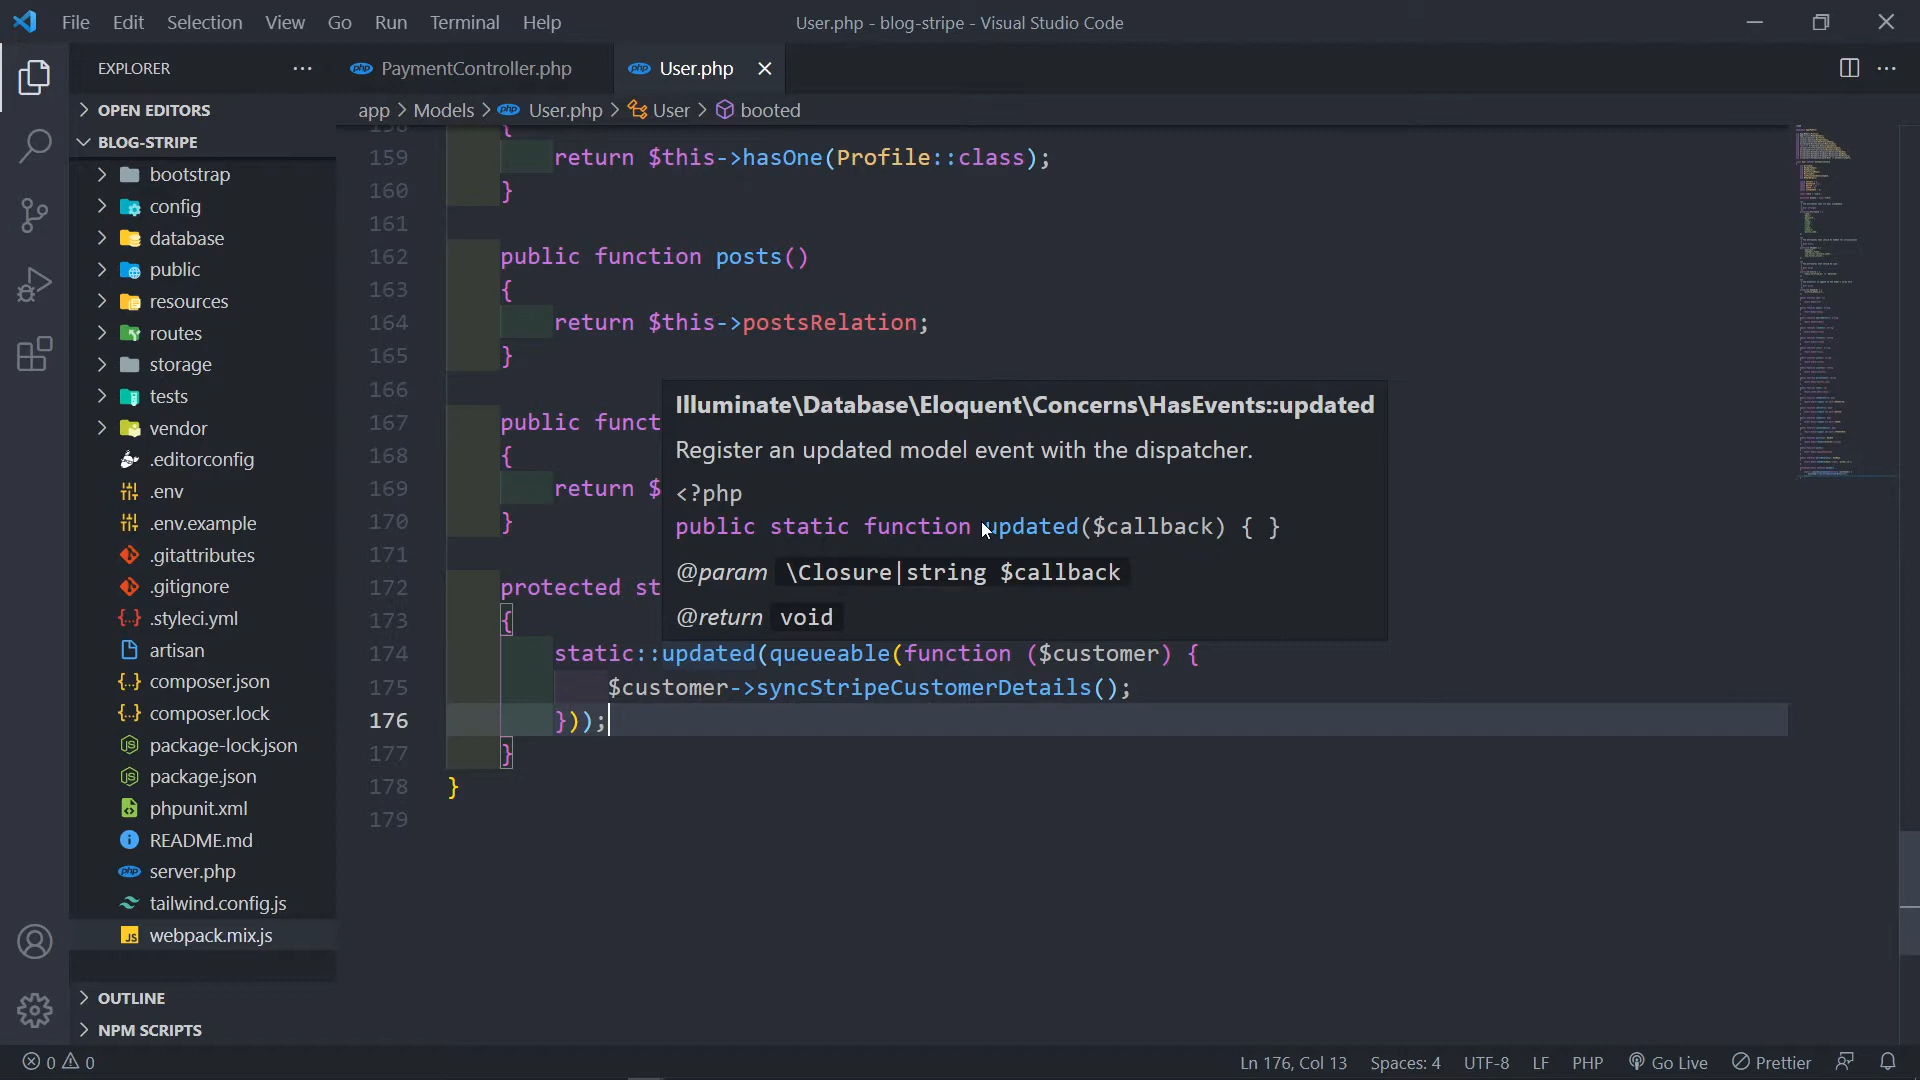 File Edit Selection View Go Run Terminal Help
User.php - blog-stripe - Visual Studio Code
EXPLORER
OPEN EDITORS
BLOG-STRIPE
bootstrap
config
database
public
resources
routes
storage
tests
vendor
.editorconfig
.env
.env.example
.gitattributes
.gitignore
.styleci.yml
artisan
composer.json
composer.lock
package-lock.json
package.json
phpunit.xml
README.md
server.php
tailwind.config.js
webpack.mix.js
OUTLINE
NPM SCRIPTS
PaymentController.php
User.php
app > Models > User.php > User > booted
158 {
159 return $this->hasOne(Profile::class);
160 }
161
162 public function posts()
163 {
164 return $this->postsRelation;
165 }
166
167 public funct
168 {
169 return $
170 }
171
172 protected st
173 {
174 static::updated(queueable(function ($customer) {
175 $customer->syncStripeCustomerDetails();
176 }));
177 }
178 }
179
Illuminate\Database\Eloquent\Concerns\HasEvents::updated
Register an updated model event with the dispatcher.
<?php
public static function updated($callback) { }
@param \Closure|string $callback
@return void
0 0
Ln 176, Col 13 Spaces: 4 UTF-8 LF PHP Go Live Prettier